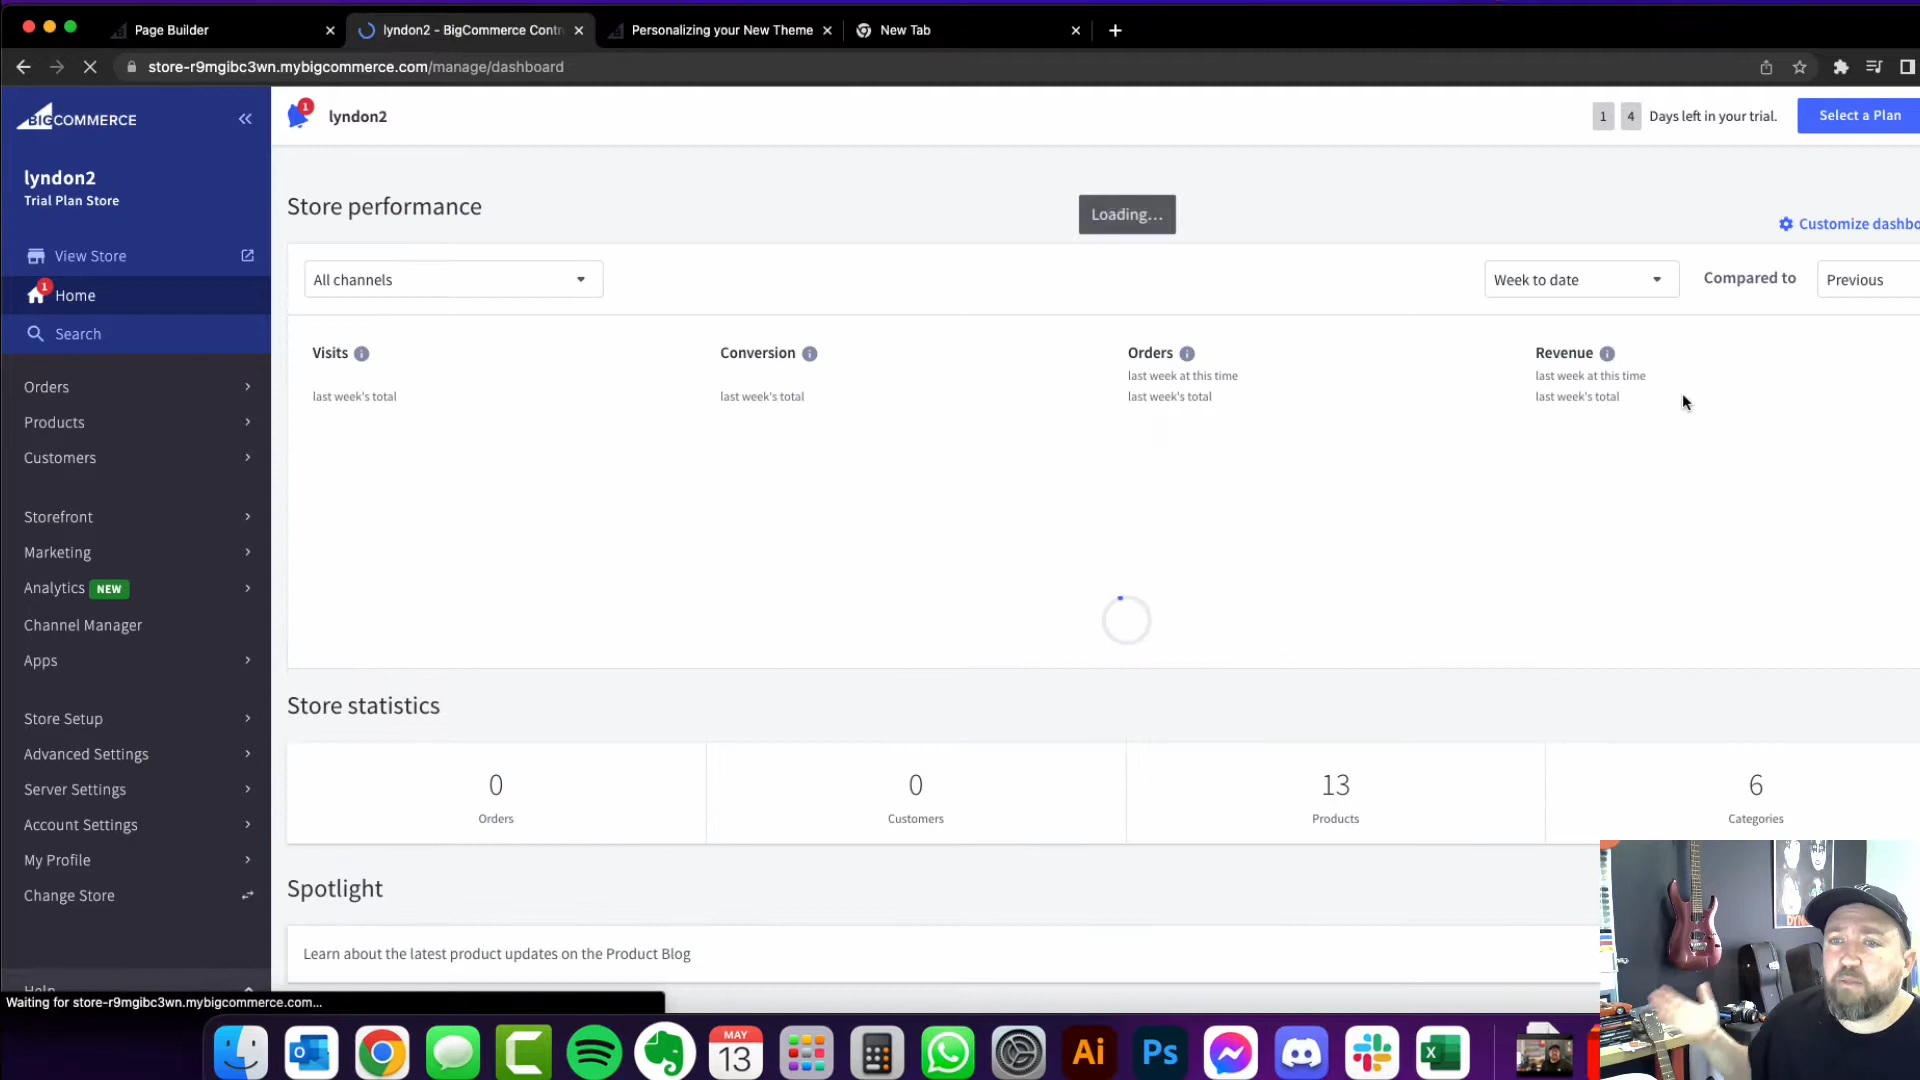 Page Builder
lyndon2 - BigCommerce Contr
Personalizing your New Theme
New Tab
store-r9mgibc3wn.mybigcommerce.com/manage/dashboard
BIGCOMMERCE
1
lyndon2
1 4 Days left in your trial.
Select a Plan
lyndon2
Trial Plan Store
View Store
1
Home
Search
Orders
Products
Customers
Storefront
Marketing
Analytics NEW
Channel Manager
Apps
Store Setup
Advanced Settings
Server Settings
Account Settings
My Profile
Change Store
Help
Store performance
Loading...
Customize dashbo
All channels
Week to date
Compared to
Previous
Visits
last week's total
Conversion
last week's total
Orders
last week at this time
last week's total
Revenue
last week at this time
last week's total
Store statistics
0
Orders
0
Customers
13
Products
6
Categories
Spotlight
Learn about the latest product updates on the Product Blog
Waiting for store-r9mgibc3wn.mybigcommerce.com...
MAY
13
Ai
Ps